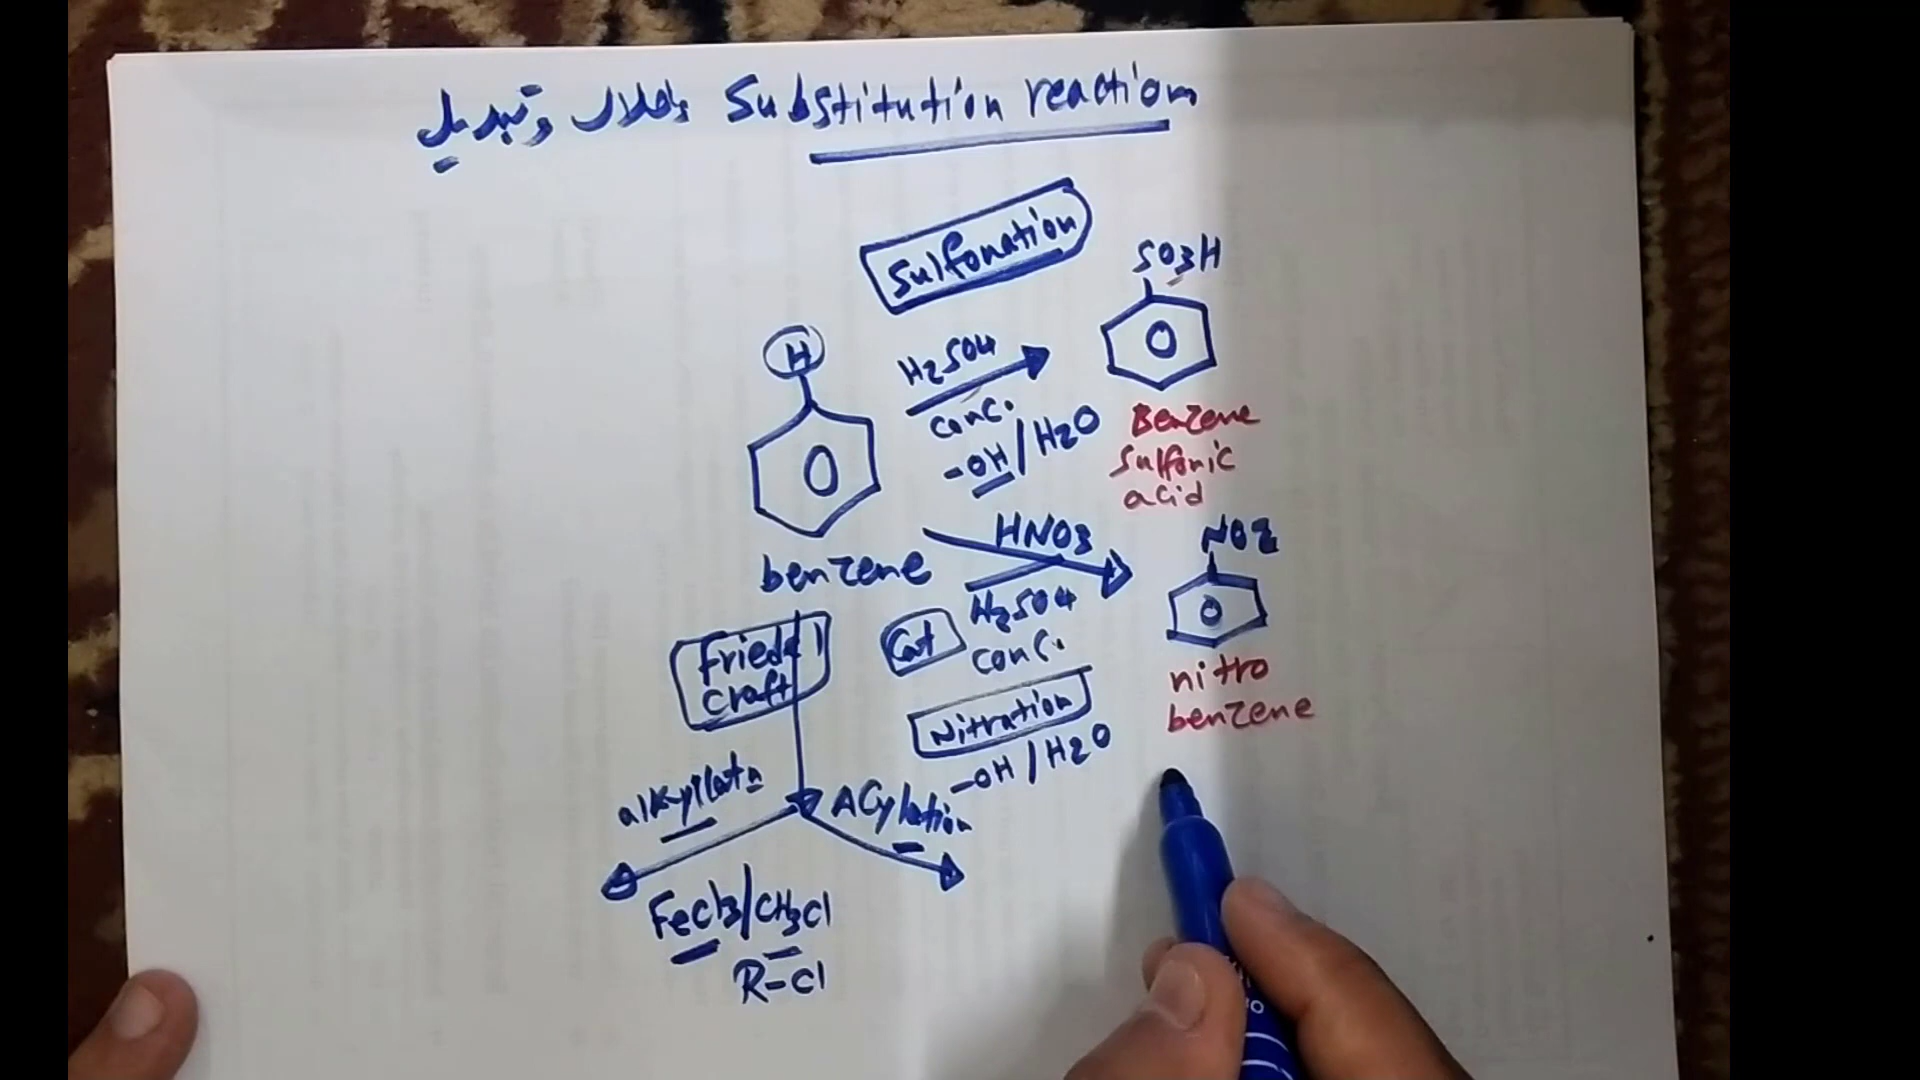 Substitution reaction احلال وتبديل
Sulfonation
SO3H
H
H2SO4
conc.
-OH/H2O
Benzene
Sulfonic
acid
benzene
HNO3
H2SO4
conc.
Cat
NO2
nitro
benzene
Nitration
-OH/H2O
Friedel
craft
alkylatn
ACylation
FeCl3/CH3Cl
R-Cl